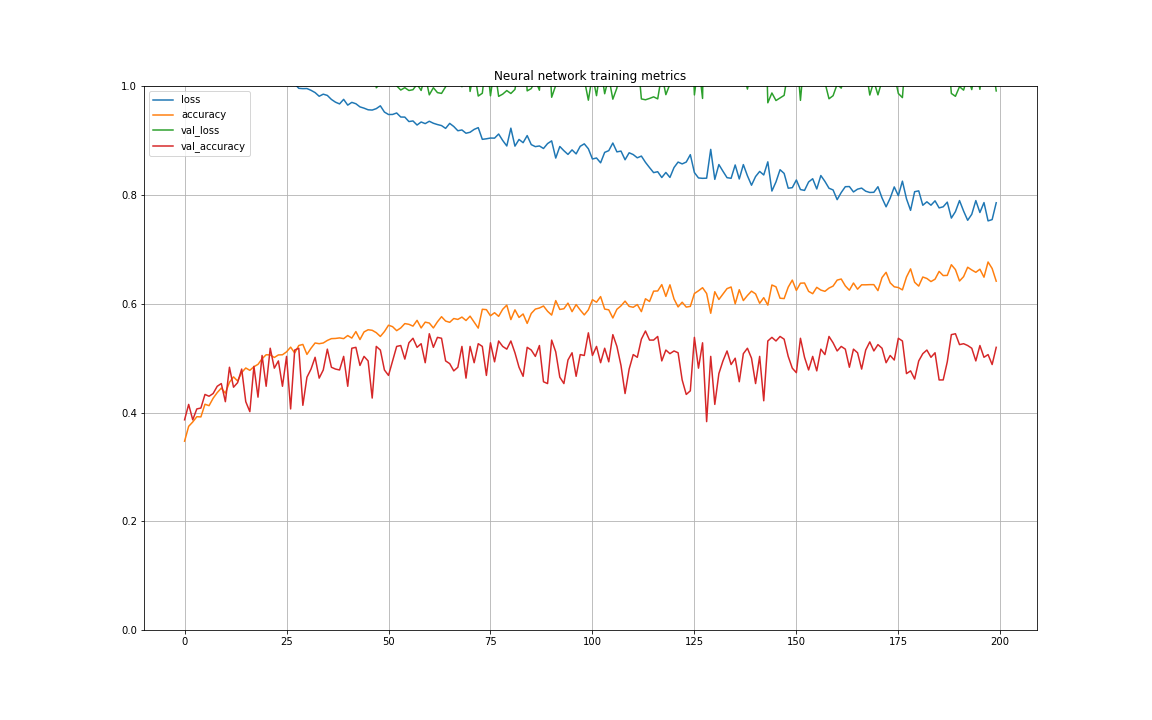 Neural network training metrics
1.0
loss
accuracy
val_loss
val_accuracy
0.8
0.6
0.4
0.2
0.0
0 25 50 75 100 125 150 175 200